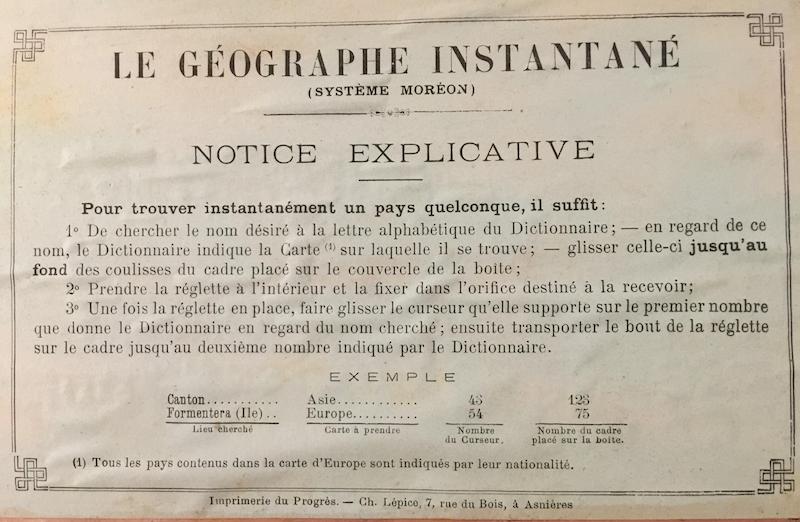 LE GÉOGRAPHE INSTANTANÉ
(SYSTÈME MORÉON)
NOTICE EXPLICATIVE
Pour trouver instantanément un pays quelconque, il suffit:
1° De chercher le nom désiré à la lettre alphabétique du Dictionnaire; — en regard de ce
nom, le Dictionnaire indique la Carte (1) sur laquelle il se trouve; — glisser celle-ci jusqu'au
fond des coulisses du cadre placé sur le couvercle de la boite;
2° Prendre la réglette à l'intérieur et la fixer dans l'orifice destiné à la recevoir;
3° Une fois la réglette en place, faire glisser le curseur qu'elle supporte sur le premier nombre
que donne le Dictionnaire en regard du nom cherché; ensuite transporter le bout de la réglette
sur le cadre jusqu'au deuxième nombre indiqué par le Dictionnaire.
EXEMPLE
Canton........... Asie............ 43 123
Formentera (Ile).. Europe.......... 54 75
Lieu cherché Carte à prendre Nombre du Curseur. Nombre du cadre placé sur la boite.
(1) Tous les pays contenus dans la carte d'Europe sont indiqués par leur nationalité.
Imprimerie du Progrès. — Ch. Lépice, 7, rue du Bois, à Asnières